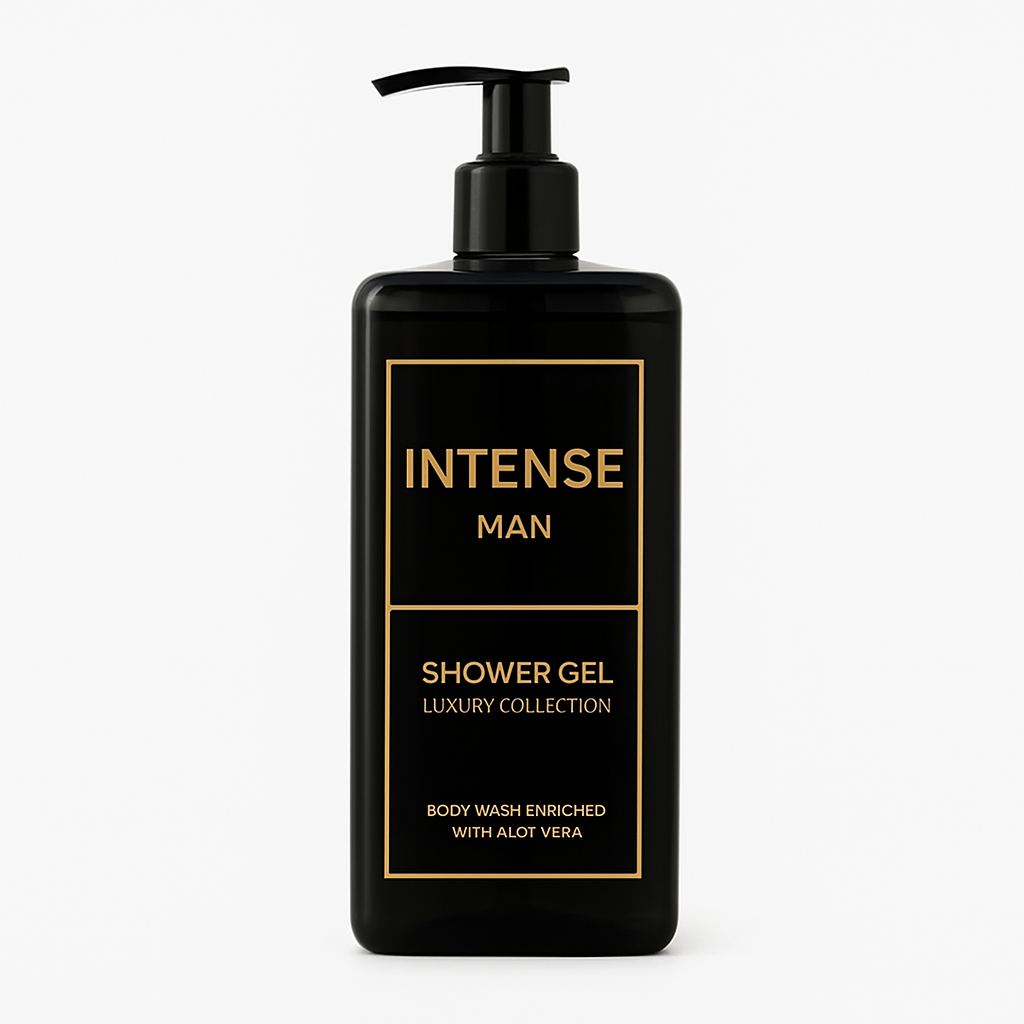 INTENSE
MAN
SHOWER GEL
LUXURY COLLECTION
BODY WASH ENRICHED
WITH ALOT VERA